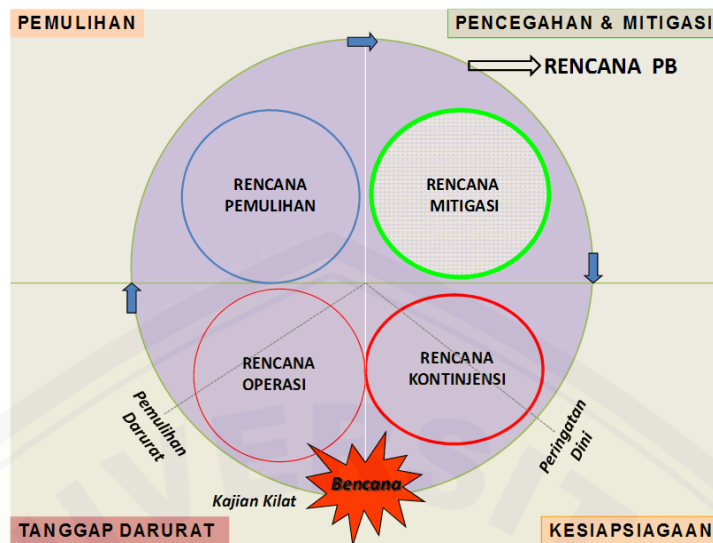 PEMULIHAN
PENCEGAHAN & MITIGASI
RENCANA PB
RENCANA
PEMULIHAN
RENCANA
MITIGASI
RENCANA
OPERASI
RENCANA
KONTINJENSI
Pemulihan
Darurat
Peringatan
Dini
Bencana
Kajian Kilat
TANGGAP DARURAT
KESIAPSIAGAAN